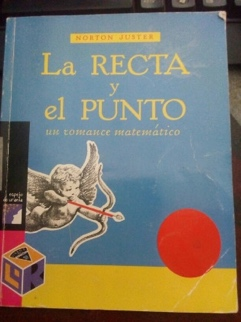 NORTON JUSTER
La RECTA
y
el PUNTO
un romance matemático